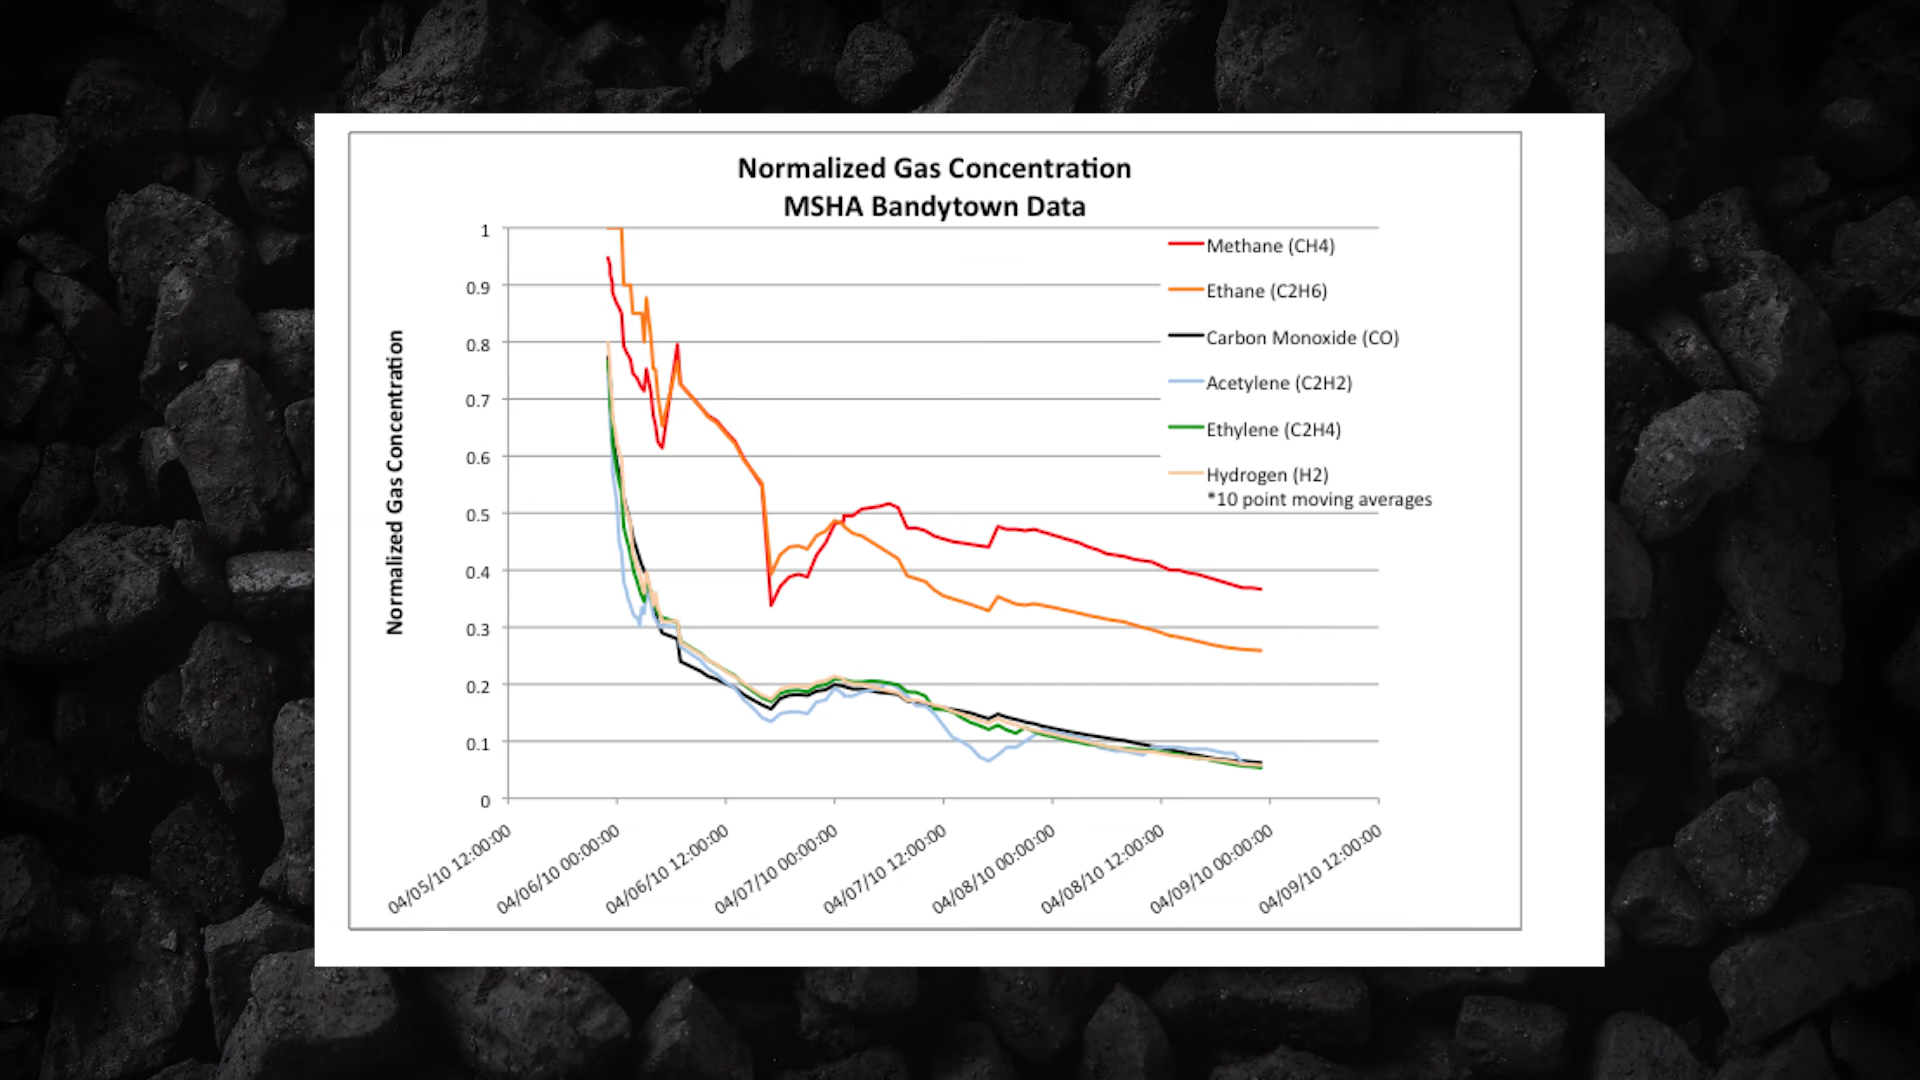 Normalized Gas Concentration
MSHA Bandytown Data
Normalized Gas Concentration
1
0.9
0.8
0.7
0.6
0.5
0.4
0.3
0.2
0.1
0
Methane (CH4)
Ethane (C2H6)
Carbon Monoxide (CO)
Acetylene (C2H2)
Ethylene (C2H4)
Hydrogen (H2)
*10 point moving averages
04/05/10 12:00:00
04/06/10 00:00:00
04/06/10 12:00:00
04/07/10 00:00:00
04/07/10 12:00:00
04/08/10 00:00:00
04/08/10 12:00:00
04/09/10 00:00:00
04/09/10 12:00:00